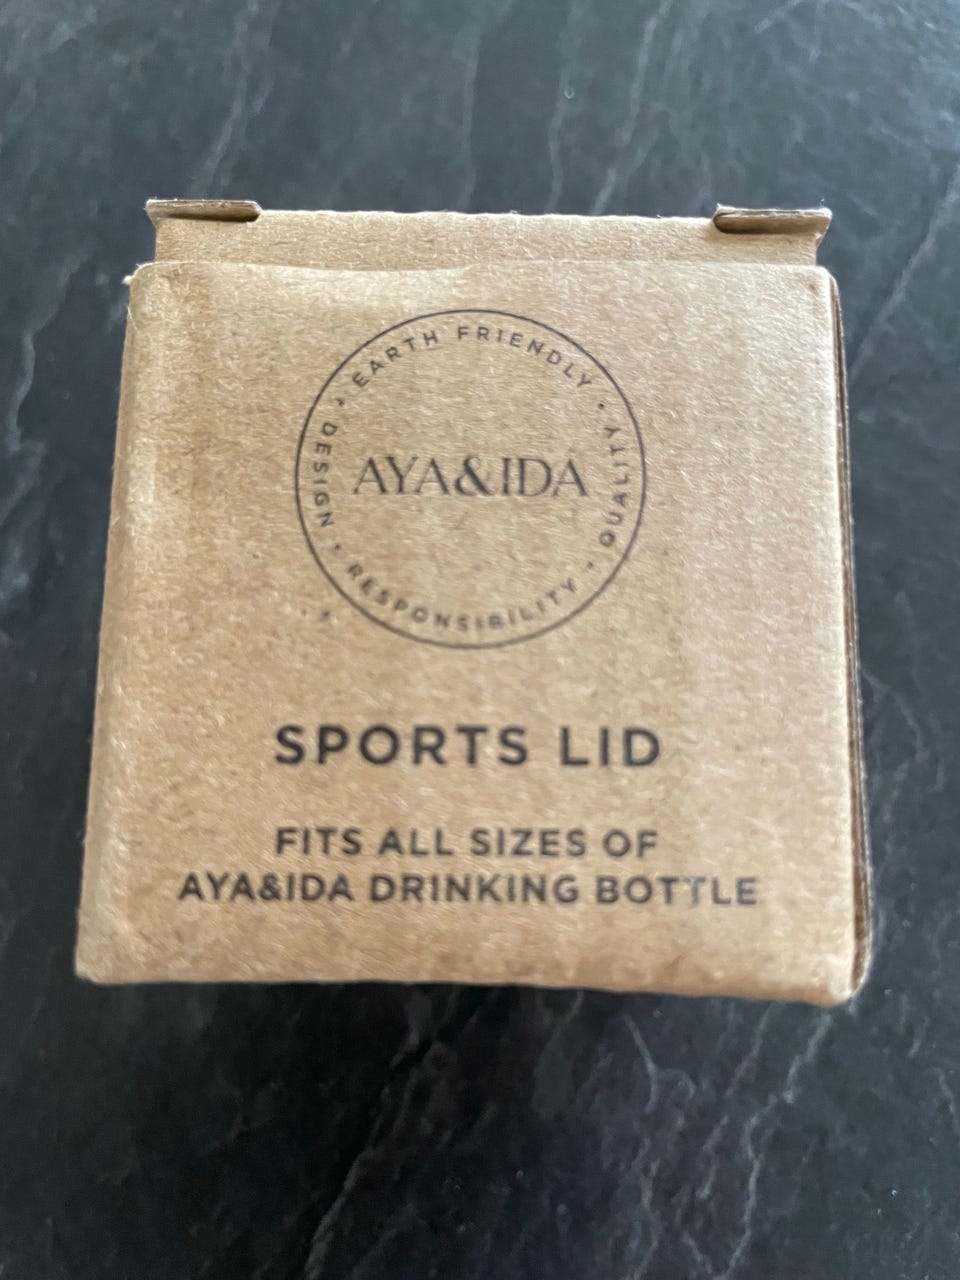 EARTH FRIENDLY · QUALITY · RESPONSIBILITY · DESIGN ·
AYA&IDA
SPORTS LID
FITS ALL SIZES OF
AYA&IDA DRINKING BOTTLE